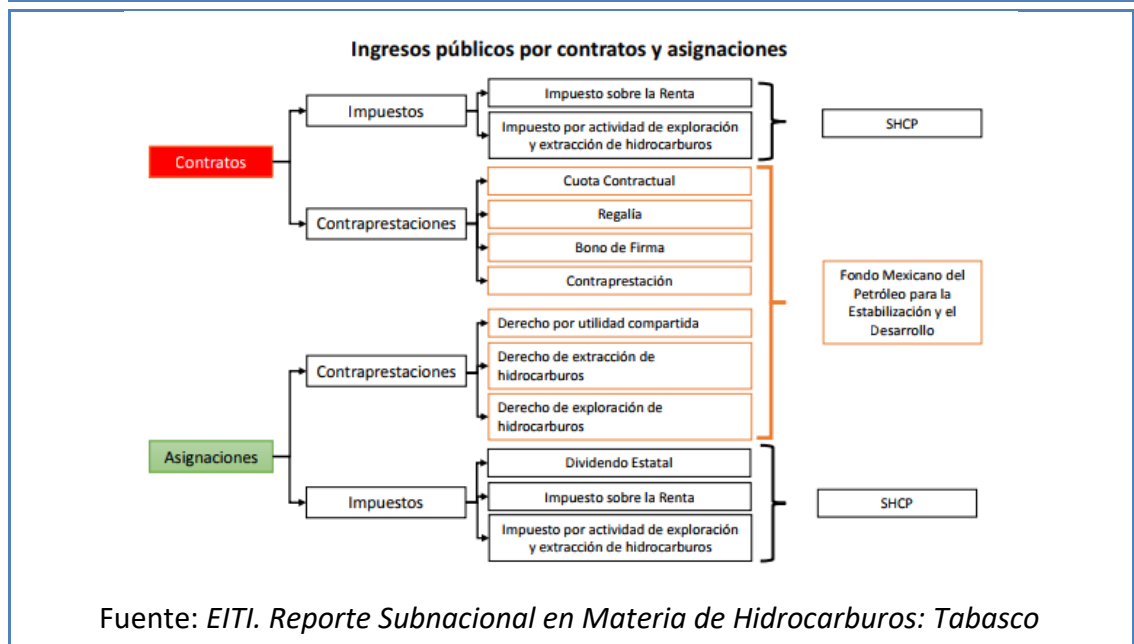 Ingresos públicos por contratos y asignaciones
Contratos
Impuestos
Impuesto sobre la Renta
Impuesto por actividad de exploración
y extracción de hidrocarburos
SHCP
Contraprestaciones
Cuota Contractual
Regalía
Bono de Firma
Contraprestación
Fondo Mexicano del
Petróleo para la
Estabilización y el
Desarrollo
Asignaciones
Contraprestaciones
Derecho por utilidad compartida
Derecho de extracción de
hidrocarburos
Derecho de exploración de
hidrocarburos
Impuestos
Dividendo Estatal
Impuesto sobre la Renta
Impuesto por actividad de exploración
y extracción de hidrocarburos
SHCP
Fuente: EITI. Reporte Subnacional en Materia de Hidrocarburos: Tabasco